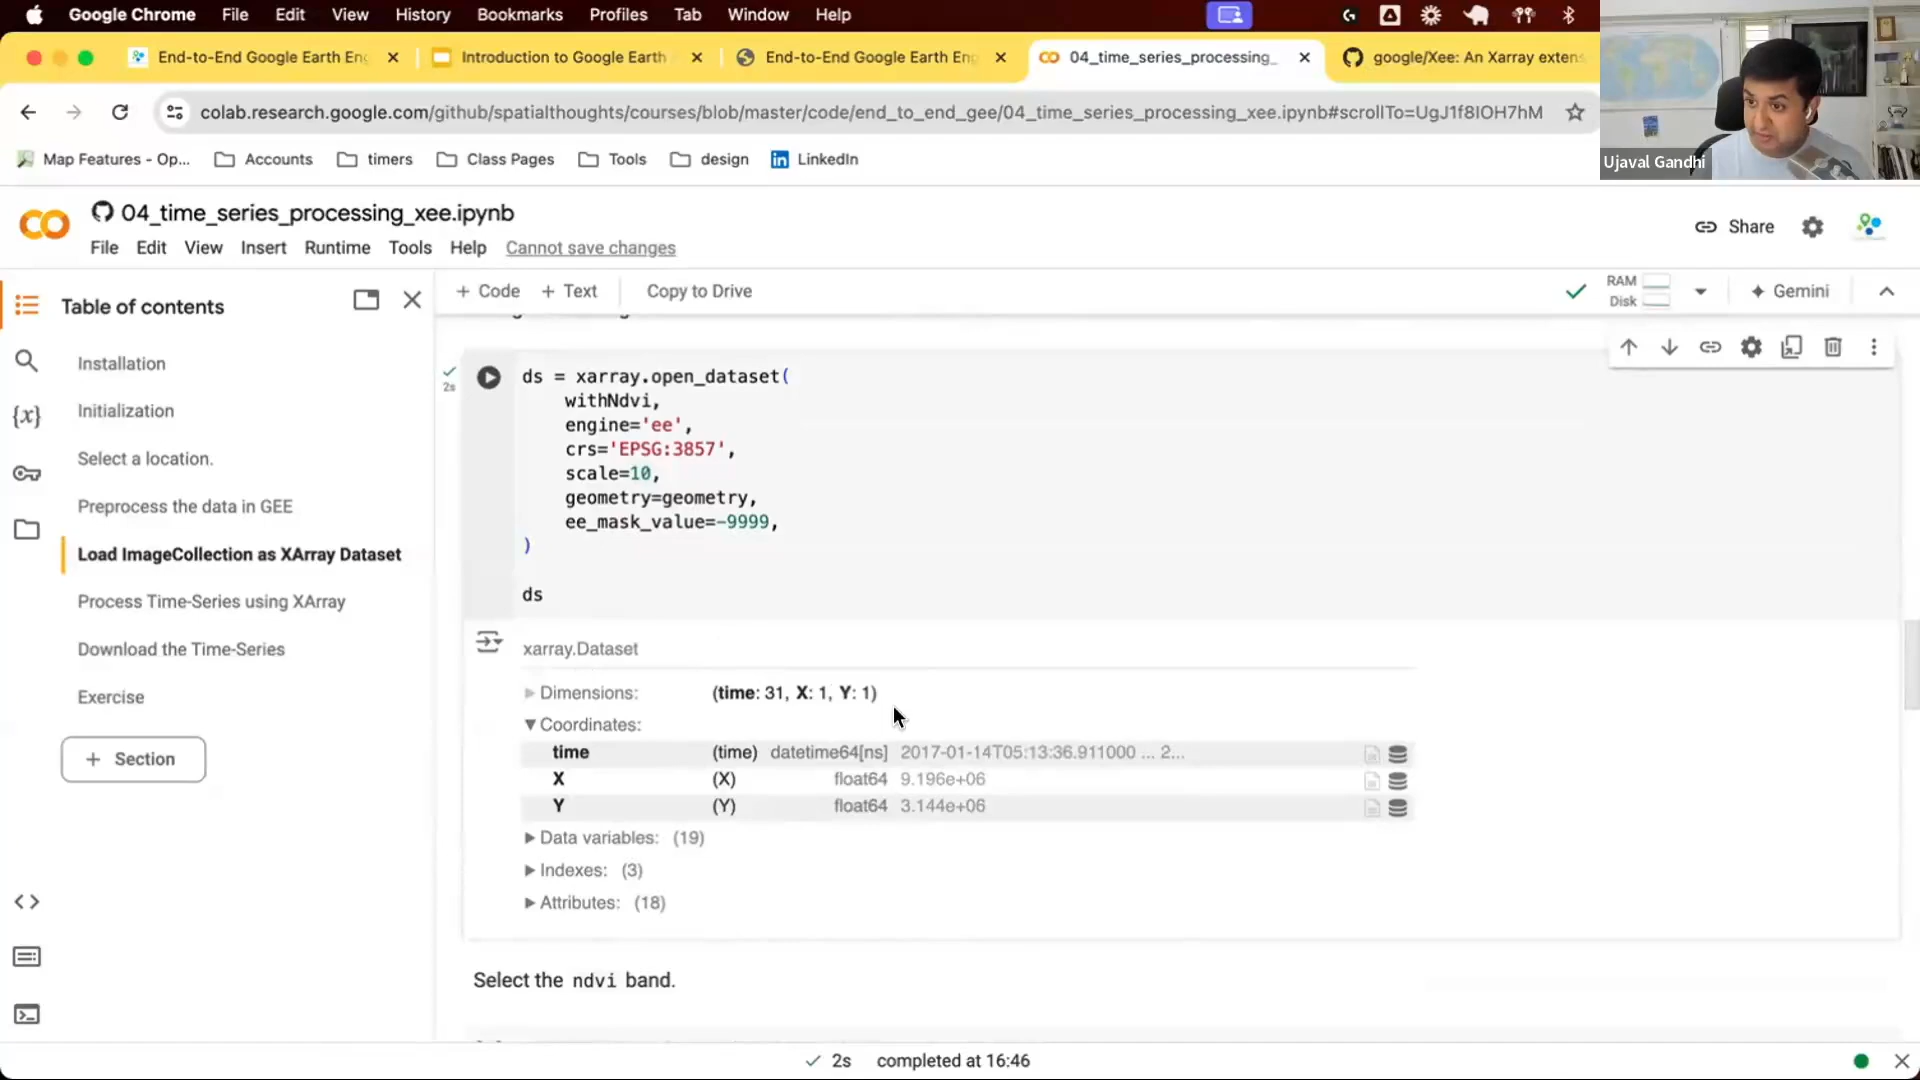 Google Chrome File Edit View History Bookmarks Profiles Tab Window Help
End-to-End Google Earth Eng
Introduction to Google Earth
End-to-End Google Earth Eng
04_time_series_processing_
google/Xee: An Xarray extens
colab.research.google.com/github/spatialthoughts/courses/blob/master/code/end_to_end_gee/04_time_series_processing_xee.ipynb#scrollTo=UgJ1f8IOH7hM
Map Features - Op... Accounts timers Class Pages Tools design LinkedIn
Ujaval Gandhi
04_time_series_processing_xee.ipynb
File Edit View Insert Runtime Tools Help Cannot save changes
Share
Table of contents
Installation
Initialization
Select a location.
Preprocess the data in GEE
Load ImageCollection as XArray Dataset
Process Time-Series using XArray
Download the Time-Series
Exercise
+ Section
+ Code + Text Copy to Drive
RAM
Disk
Gemini
2s
ds = xarray.open_dataset(
withNdvi,
engine='ee',
crs='EPSG:3857',
scale=10,
geometry=geometry,
ee_mask_value=-9999,
)
ds
xarray.Dataset
Dimensions: (time: 31, X: 1, Y: 1)
Coordinates:
time (time) datetime64[ns] 2017-01-14T05:13:36.911000 ... 2...
X (X) float64 9.196e+06
Y (Y) float64 3.144e+06
Data variables: (19)
Indexes: (3)
Attributes: (18)
Select the ndvi band.
2s completed at 16:46